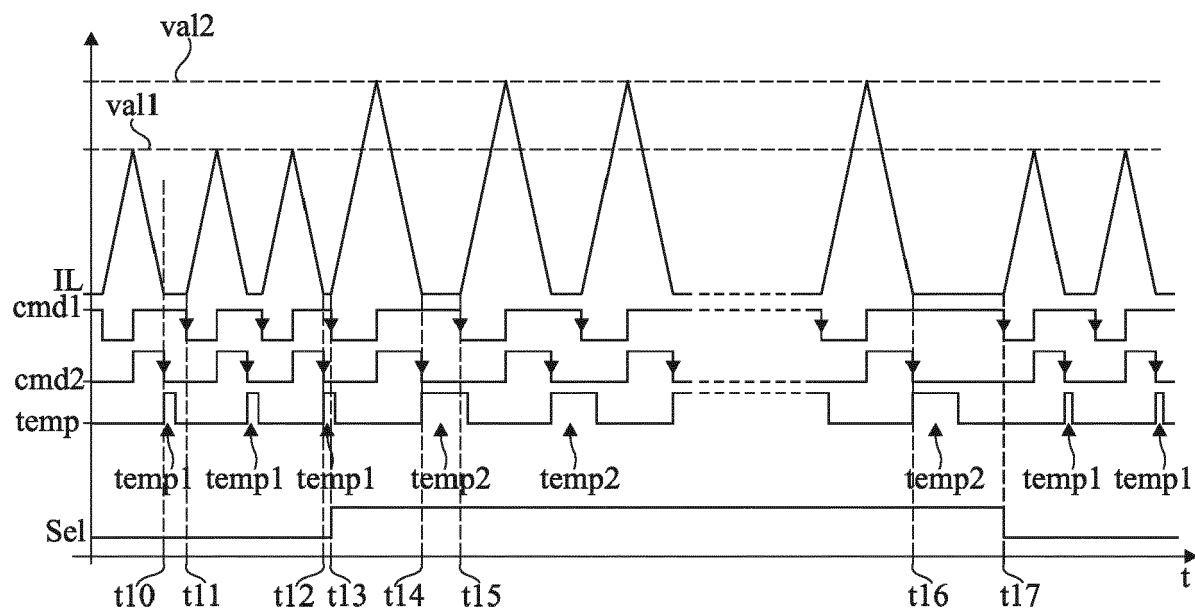 val2
val1
IL
cmd1
cmd2
temp
temp1 temp1 temp1 temp2 temp2 temp2 temp1 temp1
Sel
t10 t11 t12 t13 t14 t15 t16 t17 t